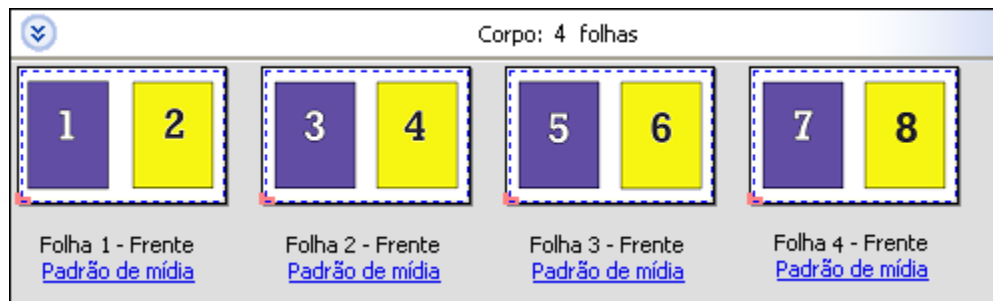 Corpo: 4 folhas
1 2 3 4 5 6 7 8
Folha 1 - Frente Folha 2 - Frente Folha 3 - Frente Folha 4 - Frente
Padrão de mídia Padrão de mídia Padrão de mídia Padrão de mídia